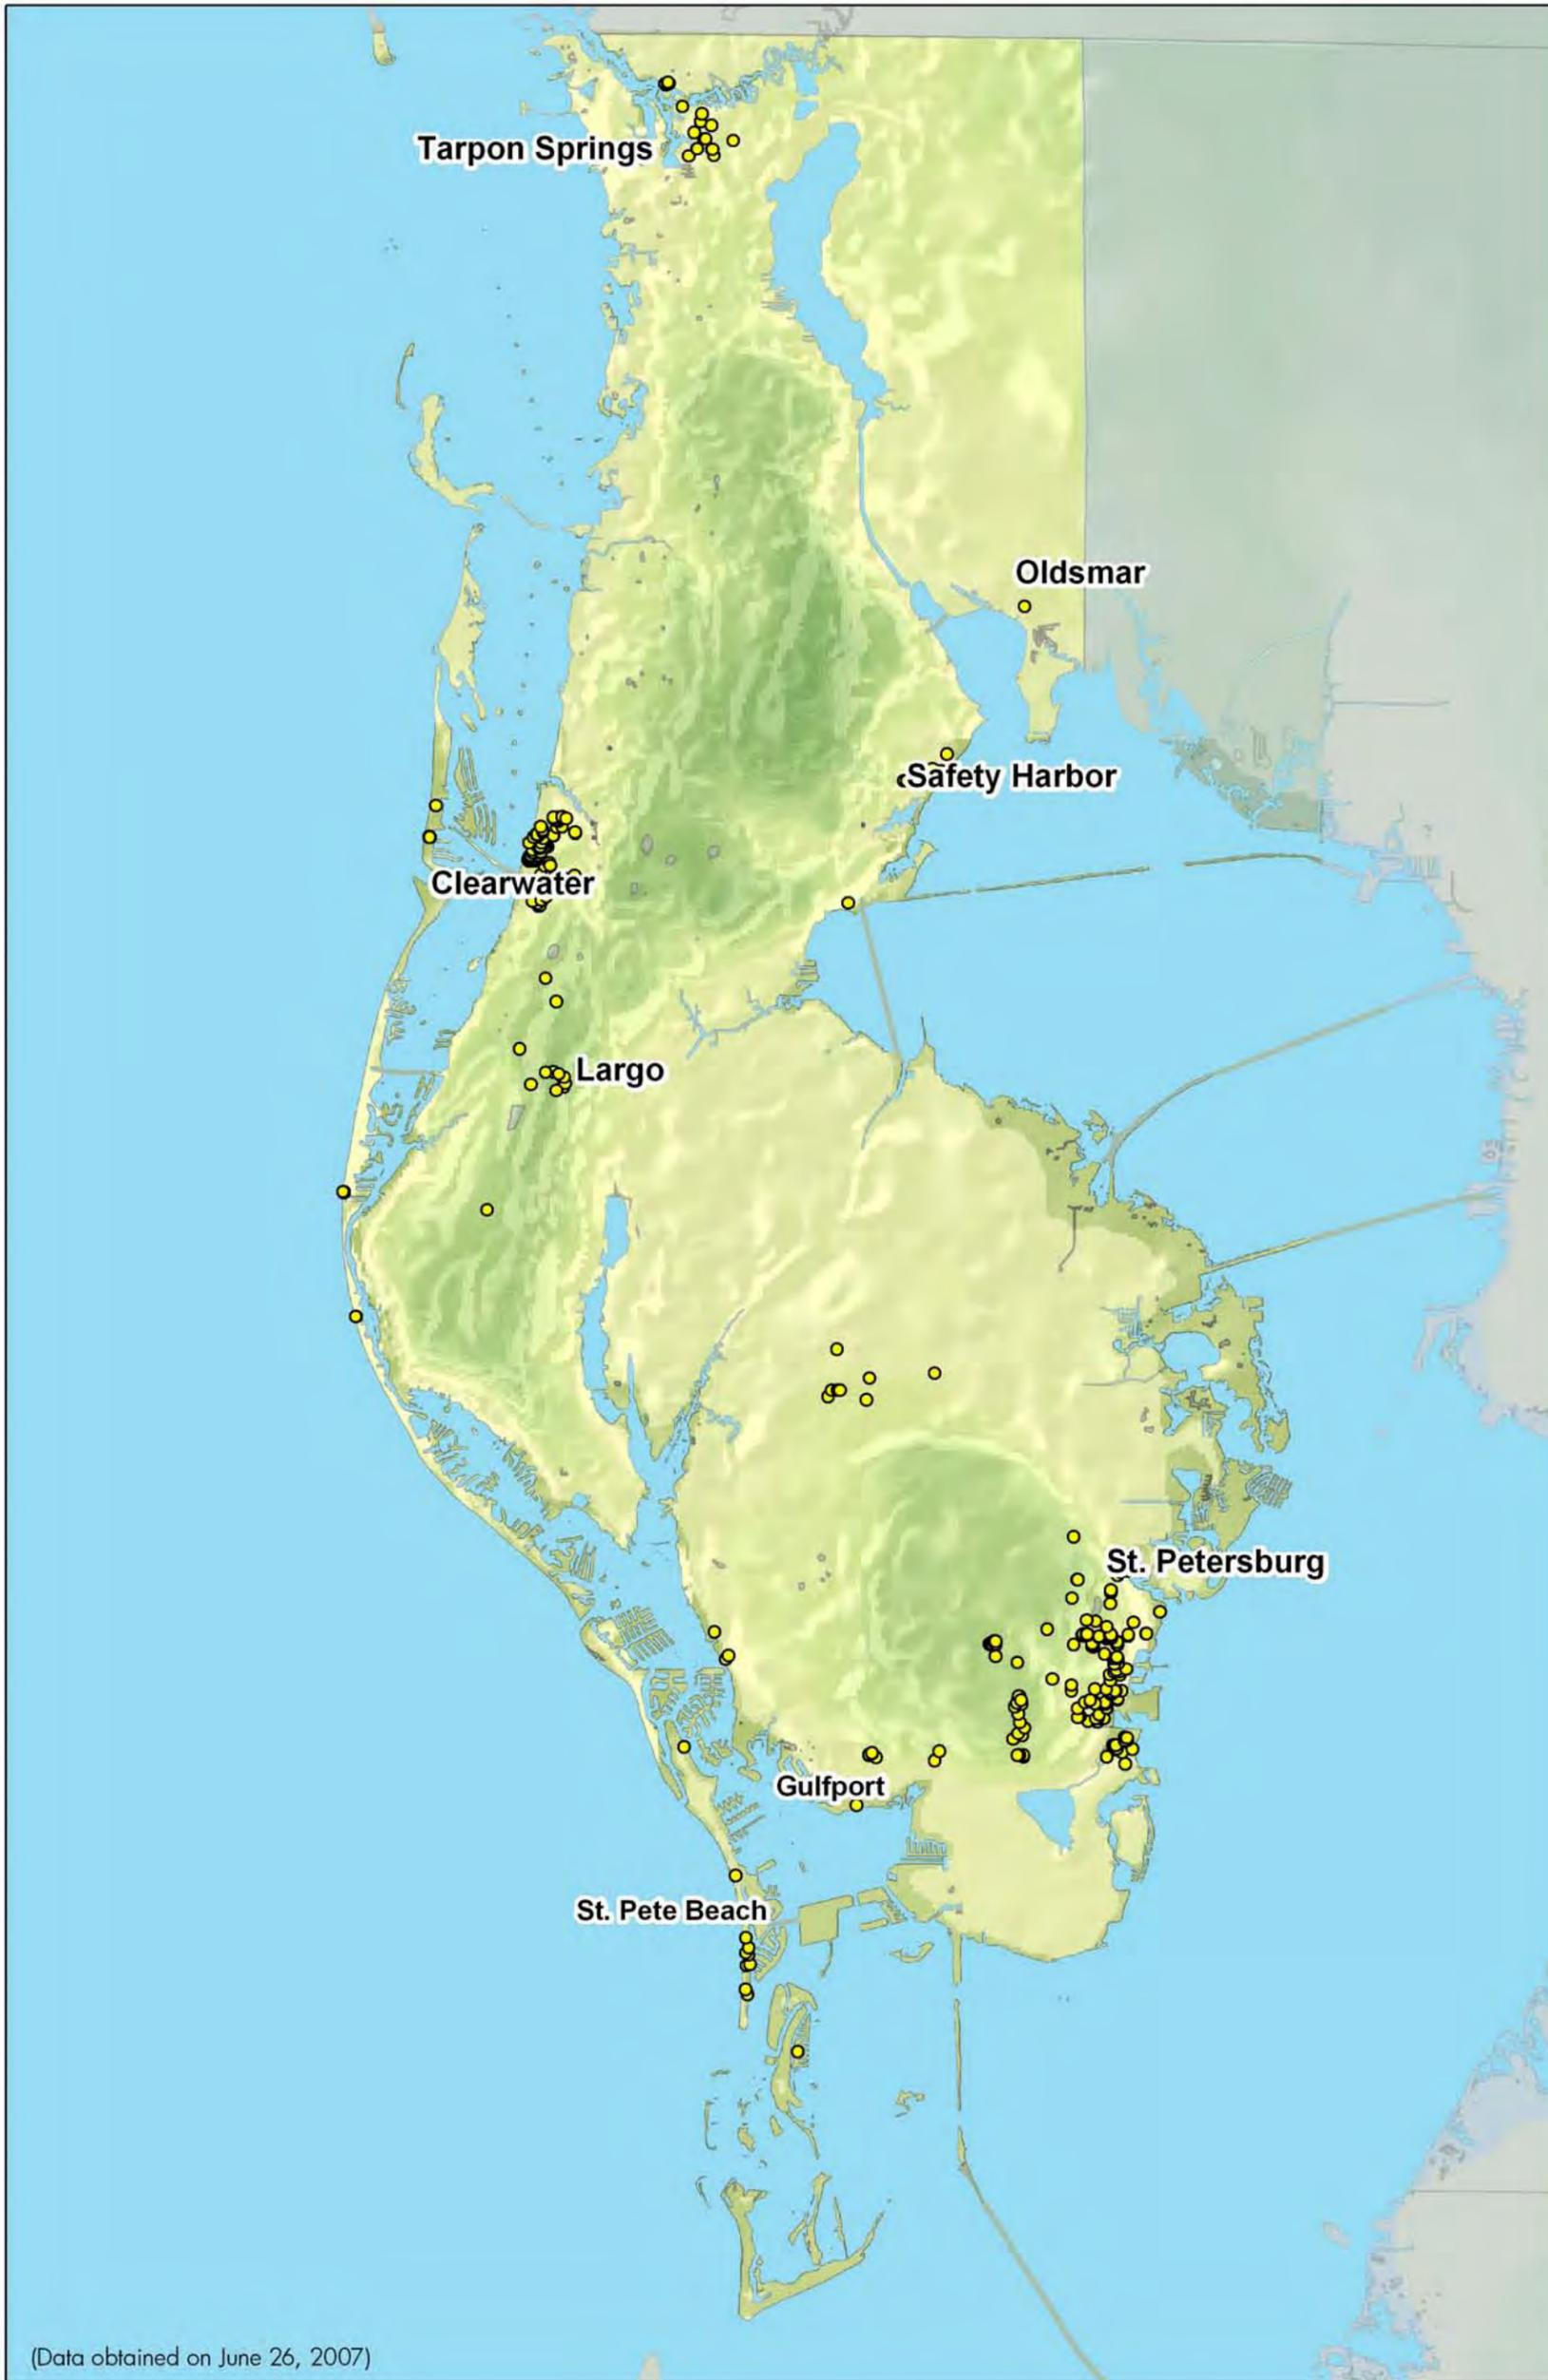 Tarpon Springs
Oldsmar
Safety Harbor
Clearwater
Largo
St. Petersburg
Gulfport
St. Pete Beach
(Data obtained on June 26, 2007)